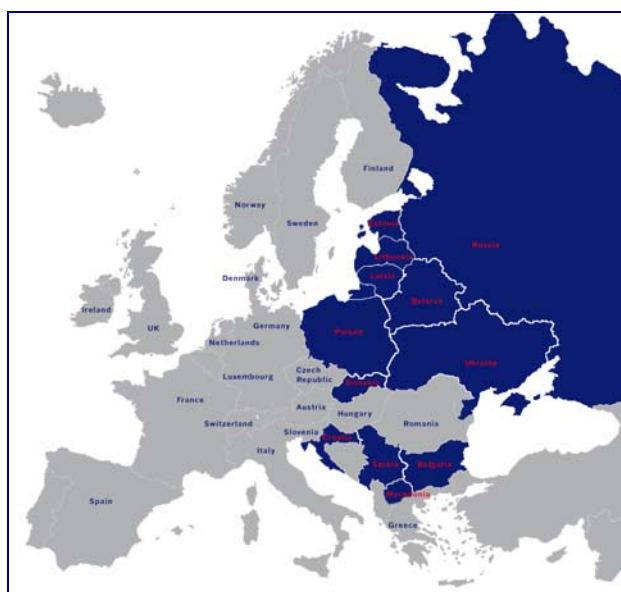 Finland
Norway
Sweden
Estonia
Russia
Lithuania
Latvia
Denmark
Belarus
Ireland
UK
Germany
Poland
Netherlands
Ukraine
Czech
Republic
Luxembourg
Slovakia
France
Austria
Hungary
Switzerland
Romania
Slovenia
Croatia
Italy
Serbia
Bulgaria
Macedonia
Spain
Greece